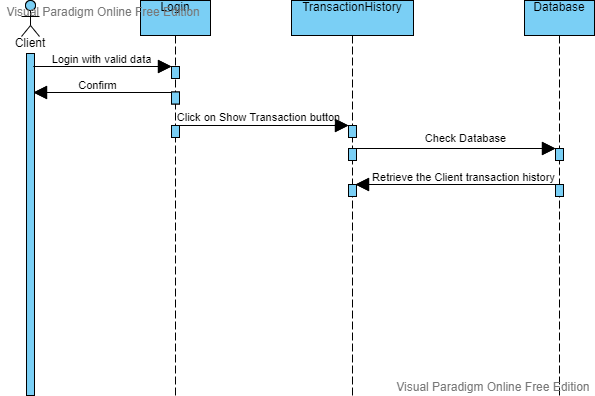 Visual Paradigm Online Free Edition
Login
TransactionHistory
Database
Client
Login with valid data
Confirm
Click on Show Transaction button
Check Database
Retrieve the Client transaction history
Visual Paradigm Online Free Edition